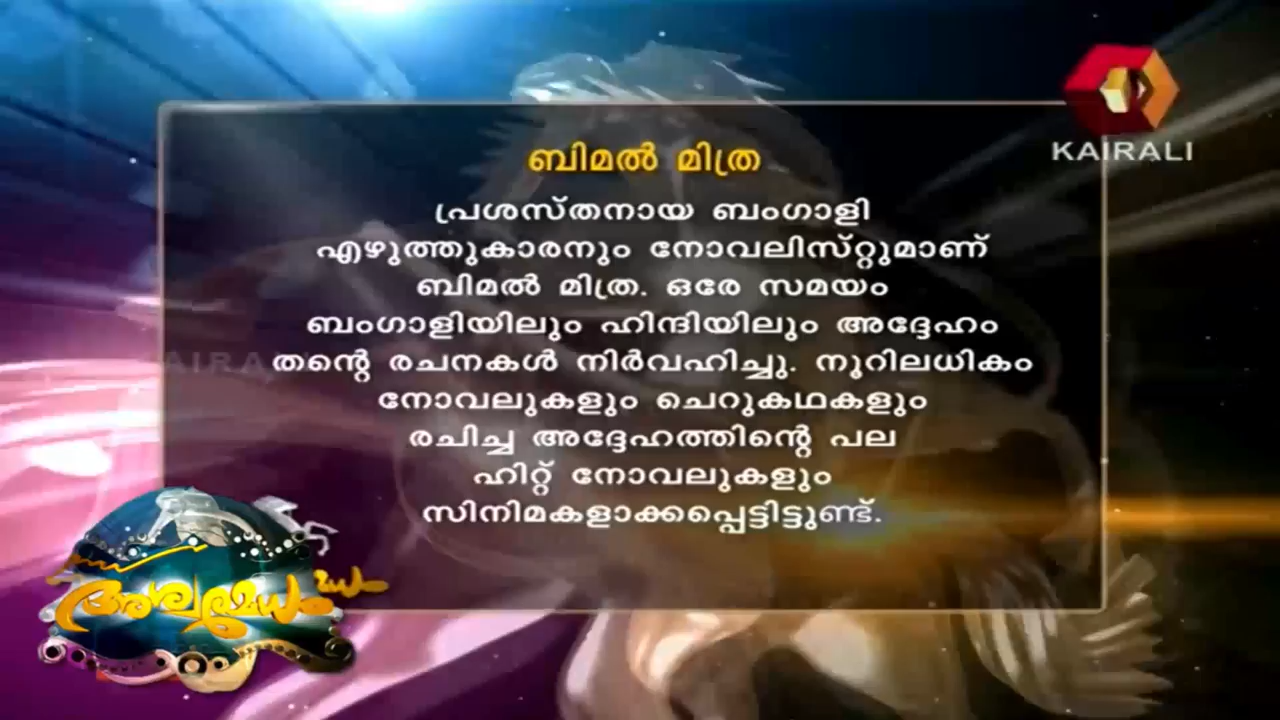 KAIRALI
ബിമൽ മിത്ര
പ്രശസ്തനായ ബംഗാളി
എഴുത്തുകാരനും നോവലിസ്റ്റുമാണ്
ബിമൽ മിത്ര. ഒരേ സമയം
ബംഗാളിയിലും ഹിന്ദിയിലും അദ്ദേഹം
തന്റെ രചനകൾ നിർവഹിച്ചു. നൂറിലധികം
നോവലുകളും ചെറുകഥകളും
രചിച്ച അദ്ദേഹത്തിന്റെ പല
ഹിറ്റ് നോവലുകളും
സിനിമകളാക്കപ്പെട്ടിട്ടുണ്ട്.
അശ്വമേധം